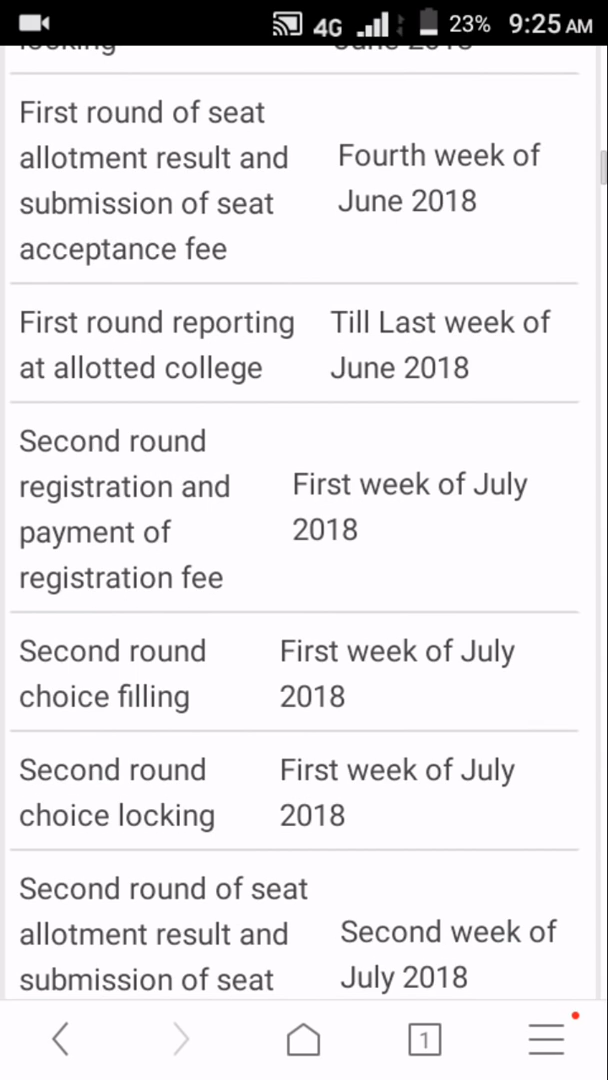 4G 23% 9:25 AM
First round of seat
allotment result and
submission of seat
acceptance fee
Fourth week of
June 2018
First round reporting
at allotted college
Till Last week of
June 2018
Second round
registration and
payment of
registration fee
First week of July
2018
Second round
choice filling
First week of July
2018
Second round
choice locking
First week of July
2018
Second round of seat
allotment result and
submission of seat
Second week of
July 2018
1